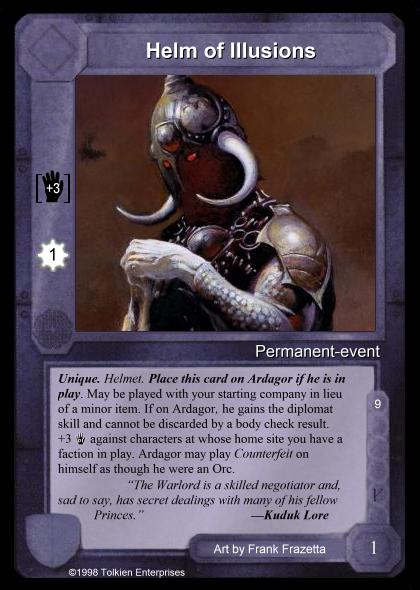 Helm of Illusions
[+3]
1
Permanent-event
Unique. Helmet. Place this card on Ardagor if he is in
play. May be played with your starting company in lieu
of a minor item. If on Ardagor, he gains the diplomat
skill and cannot be discarded by a body check result.
+3 against characters at whose home site you have a
faction in play. Ardagor may play Counterfeit on
himself as though he were an Orc.
“The Warlord is a skilled negotiator and,
sad to say, has secret dealings with many of his fellow
Princes.” —Kuduk Lore
9
Art by Frank Frazetta
1
©1998 Tolkien Enterprises